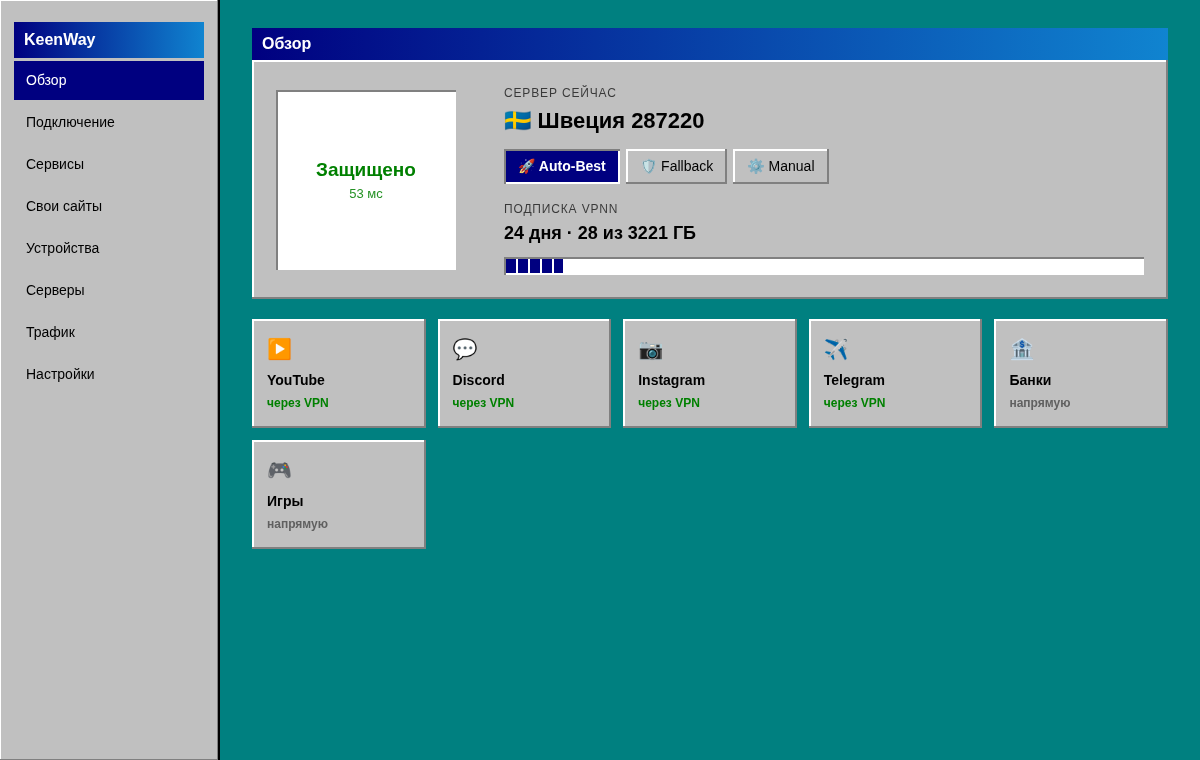 KeenWay
Обзор
Подключение
Сервисы
Свои сайты
Устройства
Серверы
Трафик
Настройки
Обзор
Защищено
53 мс
СЕРВЕР СЕЙЧАС
🇸🇪 Швеция 287220
🚀 Auto-Best 🛡️ Fallback ⚙️ Manual
ПОДПИСКА VPNN
24 дня · 28 из 3221 ГБ
YouTube
через VPN
Discord
через VPN
Instagram
через VPN
Telegram
через VPN
Банки
напрямую
Игры
напрямую